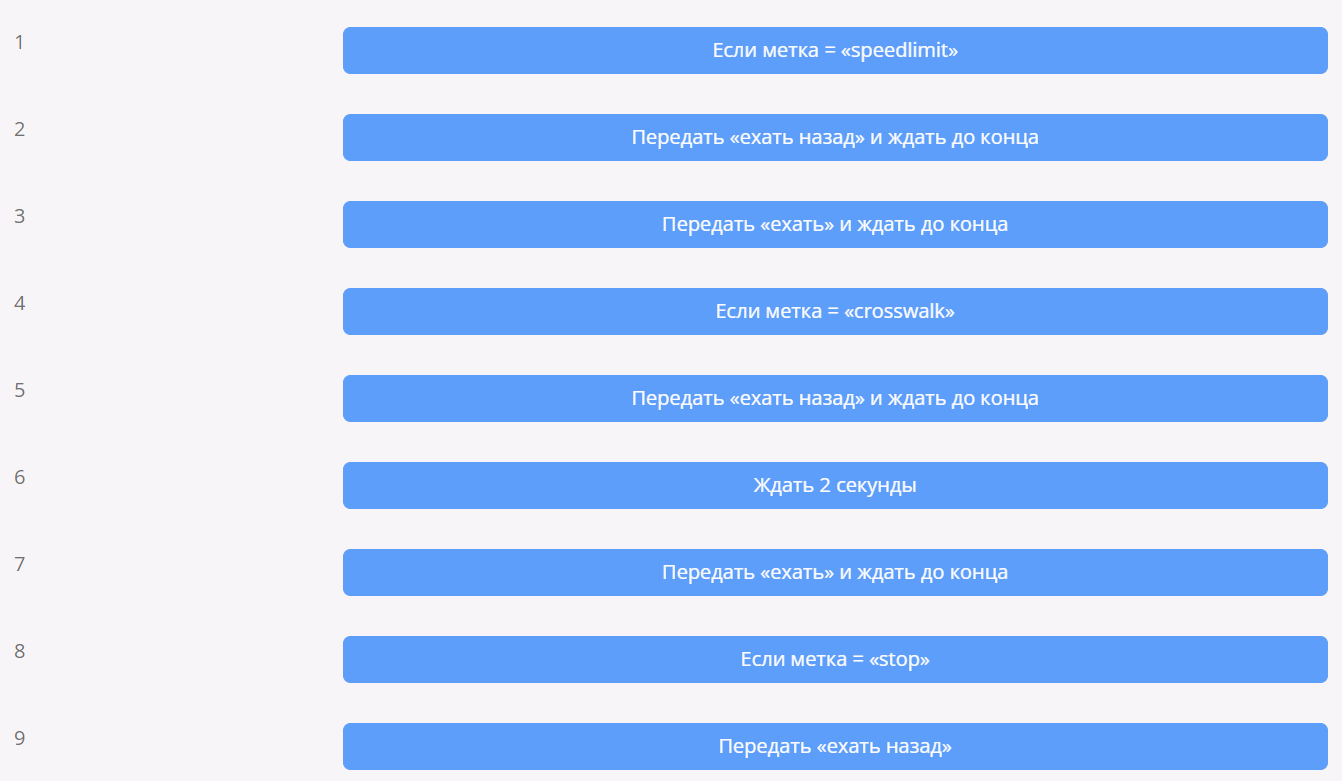 1 Если метка = «speedlimit»
2 Передать «ехать назад» и ждать до конца
3 Передать «ехать» и ждать до конца
4 Если метка = «crosswalk»
5 Передать «ехать назад» и ждать до конца
6 Ждать 2 секунды
7 Передать «ехать» и ждать до конца
8 Если метка = «stop»
9 Передать «ехать назад»